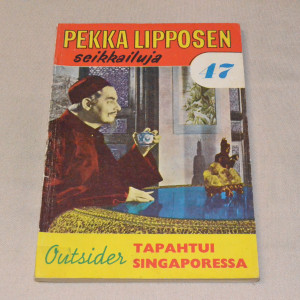 PEKKA LIPPOSEN
seikkailuja
47
Outsider TAPAHTUI
SINGAPORESSA